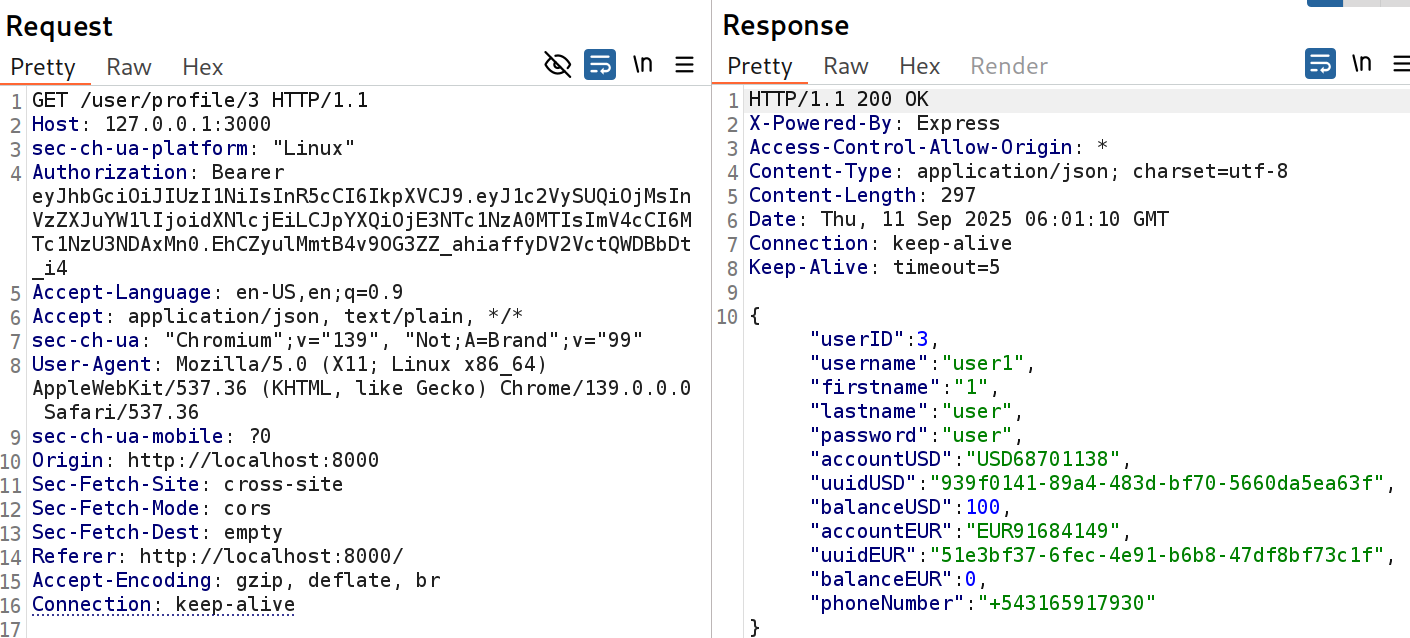 Request
Pretty Raw Hex \n
1 GET /user/profile/3 HTTP/1.1
2 Host: 127.0.0.1:3000
3 sec-ch-ua-platform: "Linux"
4 Authorization: Bearer
eyJhbGciOiJIUzI1NiIsInR5cCI6IkpXVCJ9.eyJ1c2VySUQiOjMsIn
VzZXJuYW1lIjoidXNlcjEiLCJpYXQiOjE3NTc1NzA0MTIsImV4cCI6M
Tc1NzU3NDAxMn0.EhCZyulMmtB4v9OG3ZZ_ahiaffyDV2VctQWDBbDt
_i4
5 Accept-Language: en-US,en;q=0.9
6 Accept: application/json, text/plain, */*
7 sec-ch-ua: "Chromium";v="139", "Not;A=Brand";v="99"
8 User-Agent: Mozilla/5.0 (X11; Linux x86_64)
AppleWebKit/537.36 (KHTML, like Gecko) Chrome/139.0.0.0
Safari/537.36
9 sec-ch-ua-mobile: ?0
10 Origin: http://localhost:8000
11 Sec-Fetch-Site: cross-site
12 Sec-Fetch-Mode: cors
13 Sec-Fetch-Dest: empty
14 Referer: http://localhost:8000/
15 Accept-Encoding: gzip, deflate, br
16 Connection: keep-alive
17
Response
Pretty Raw Hex Render \n
1 HTTP/1.1 200 OK
2 X-Powered-By: Express
3 Access-Control-Allow-Origin: *
4 Content-Type: application/json; charset=utf-8
5 Content-Length: 297
6 Date: Thu, 11 Sep 2025 06:01:10 GMT
7 Connection: keep-alive
8 Keep-Alive: timeout=5
9
10 {
"userID":3,
"username":"user1",
"firstname":"1",
"lastname":"user",
"password":"user",
"accountUSD":"USD68701138",
"uuidUSD":"939f0141-89a4-483d-bf70-5660da5ea63f",
"balanceUSD":100,
"accountEUR":"EUR91684149",
"uuidEUR":"51e3bf37-6fec-4e91-b6b8-47df8bf73c1f",
"balanceEUR":0,
"phoneNumber":"+543165917930"
}